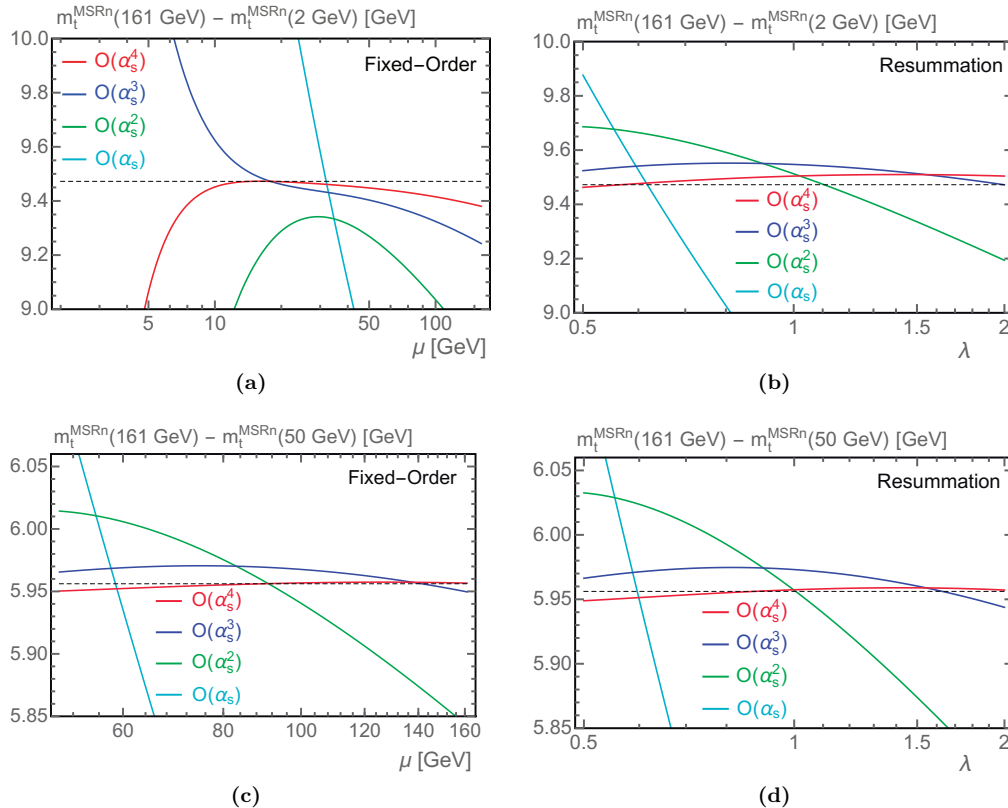 m_t^MSRn(161 GeV) − m_t^MSRn(2 GeV) [GeV]
10.0
9.8
9.6
9.4
9.2
9.0
O(α_s^4)
O(α_s^3)
O(α_s^2)
O(α_s)
Fixed−Order
5 10 50 100
μ [GeV]
(a)
m_t^MSRn(161 GeV) − m_t^MSRn(2 GeV) [GeV]
10.0
9.8
9.6
9.4
9.2
9.0
Resummation
O(α_s^4)
O(α_s^3)
O(α_s^2)
O(α_s)
0.5 1 1.5 2
λ
(b)
m_t^MSRn(161 GeV) − m_t^MSRn(50 GeV) [GeV]
6.05
6.00
5.95
5.90
5.85
Fixed−Order
O(α_s^4)
O(α_s^3)
O(α_s^2)
O(α_s)
60 80 100 120 140 160
μ [GeV]
(c)
m_t^MSRn(161 GeV) − m_t^MSRn(50 GeV) [GeV]
6.05
6.00
5.95
5.90
5.85
Resummation
O(α_s^4)
O(α_s^3)
O(α_s^2)
O(α_s)
0.5 1 1.5 2
λ
(d)